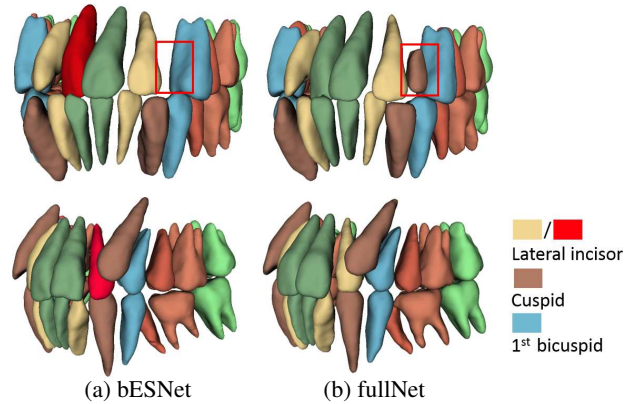 /
Lateral incisor
Cuspid
1st bicuspid
(a) bESNet
(b) fullNet